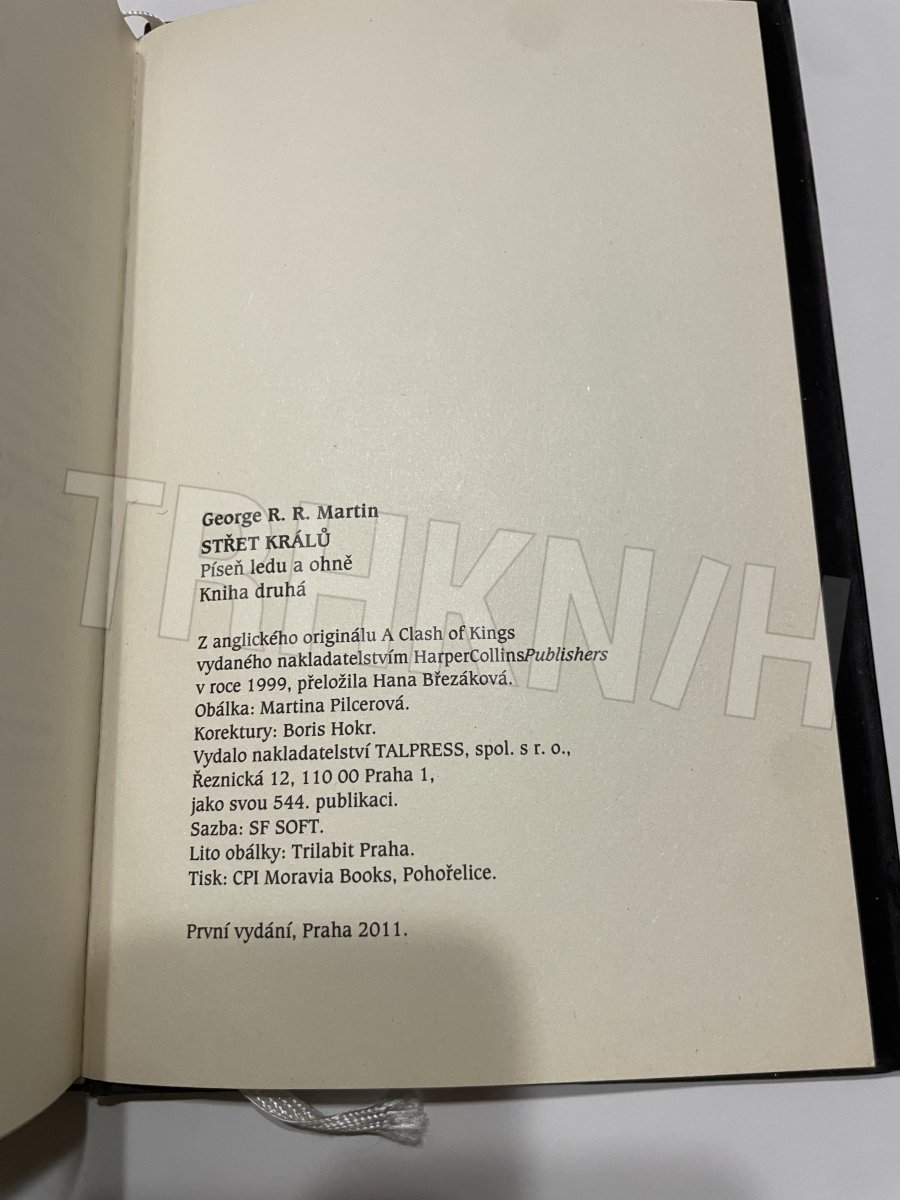 George R. R. Martin
STŘET KRÁLŮ
Píseň ledu a ohně
Kniha druhá
Z anglického originálu A Clash of Kings
vydaného nakladatelstvím HarperCollinsPublishers
v roce 1999, přeložila Hana Březáková.
Obálka: Martina Pilcerová.
Korektury: Boris Hokr.
Vydalo nakladatelství TALPRESS, spol. s r. o.,
Řeznická 12, 110 00 Praha 1,
jako svou 544. publikaci.
Sazba: SF SOFT.
Lito obálky: Trilabit Praha.
Tisk: CPI Moravia Books, Pohořelice.
První vydání, Praha 2011.
TRHKN/H